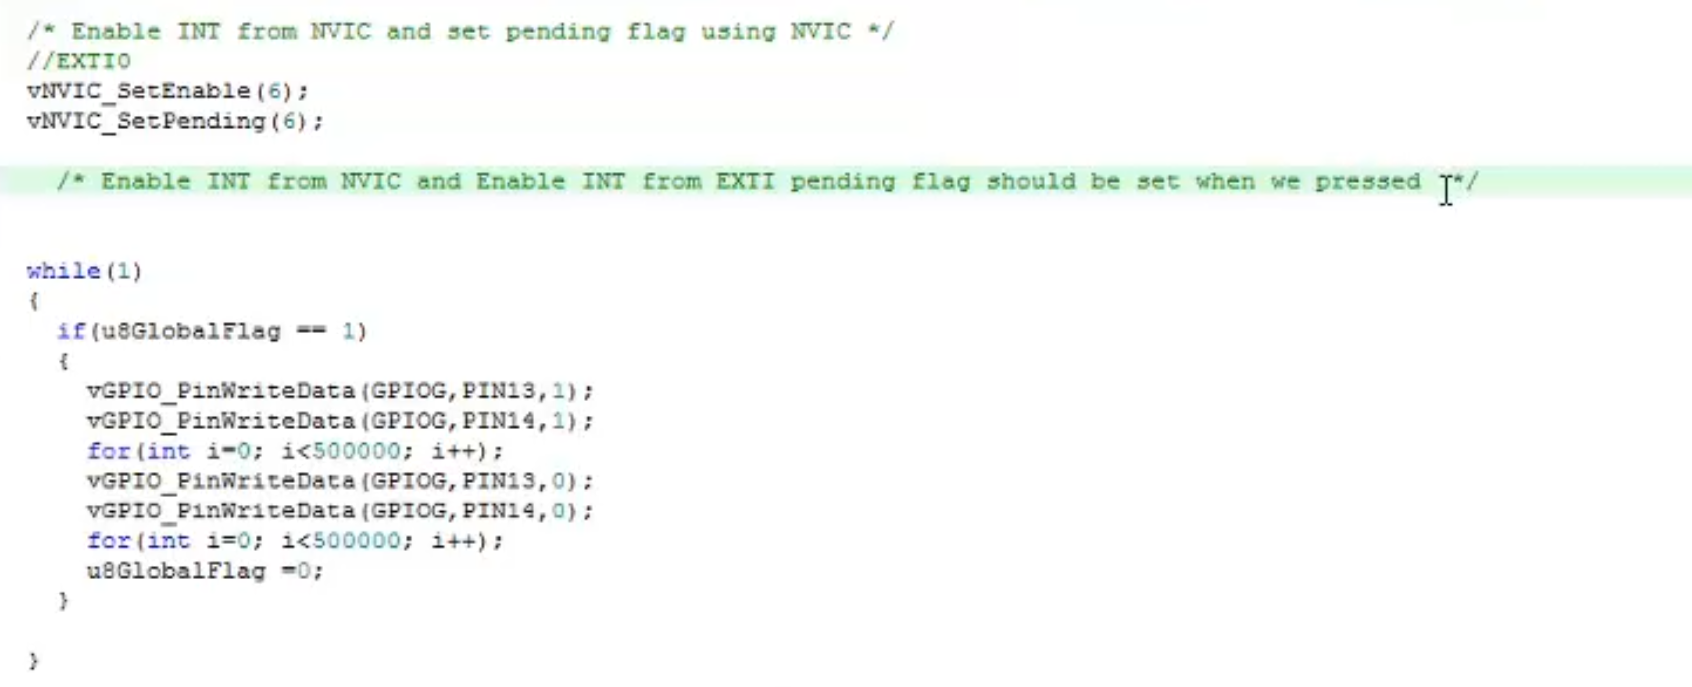 /* Enable INT from NVIC and set pending flag using NVIC */
//EXTI0
vNVIC_SetEnable(6);
vNVIC_SetPending(6);
/* Enable INT from NVIC and Enable INT from EXTI pending flag should be set when we pressed */
while(1)
{
if(u8GlobalFlag == 1)
{
vGPIO_PinWriteData(GPIOG,PIN13,1);
vGPIO_PinWriteData(GPIOG,PIN14,1);
for(int i=0; i<500000; i++);
vGPIO_PinWriteData(GPIOG,PIN13,0);
vGPIO_PinWriteData(GPIOG,PIN14,0);
for(int i=0; i<500000; i++);
u8GlobalFlag =0;
}
}